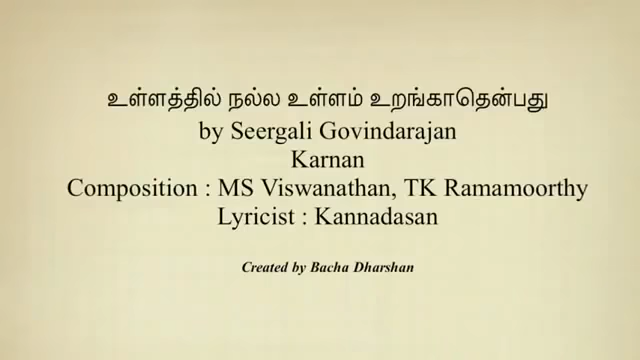 உள்ளத்தில் நல்ல உள்ளம் உறங்காதென்பது
by Seergali Govindarajan
Karnan
Composition : MS Viswanathan, TK Ramamoorthy
Lyricist : Kannadasan
Created by Bacha Dharshan